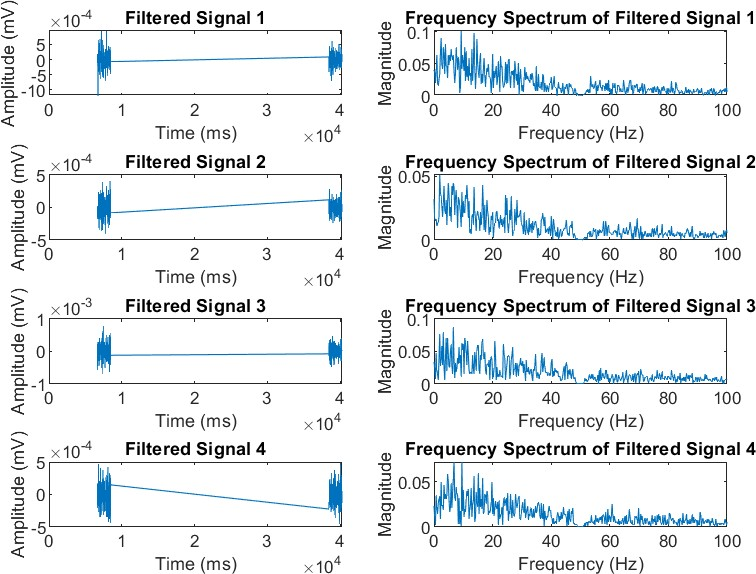 Filtered Signal 1
×10⁻⁴
Amplitude (mV)
5
0
-5
-10
0 1 2 3 4
×10⁴
Time (ms)
Frequency Spectrum of Filtered Signal 1
Magnitude
0.1
0.05
0
0 20 40 60 80 100
Frequency (Hz)
Filtered Signal 2
×10⁻⁴
Amplitude (mV)
5
0
-5
0 1 2 3 4
×10⁴
Time (ms)
Frequency Spectrum of Filtered Signal 2
Magnitude
0.05
0
0 20 40 60 80 100
Frequency (Hz)
Filtered Signal 3
×10⁻³
Amplitude (mV)
1
0
-1
0 1 2 3 4
×10⁴
Time (ms)
Frequency Spectrum of Filtered Signal 3
Magnitude
0.1
0.05
0
0 20 40 60 80 100
Frequency (Hz)
Filtered Signal 4
×10⁻⁴
Amplitude (mV)
5
0
-5
0 1 2 3 4
×10⁴
Time (ms)
Frequency Spectrum of Filtered Signal 4
Magnitude
0.05
0
0 20 40 60 80 100
Frequency (Hz)